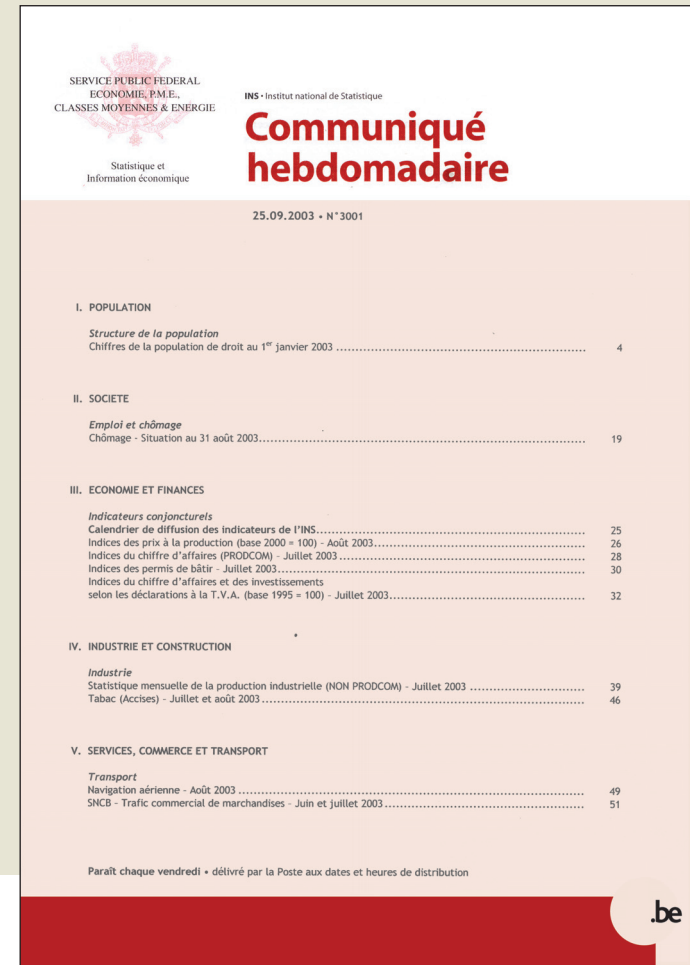 SERVICE PUBLIC FEDERAL
ECONOMIE, P.M.E.,
CLASSES MOYENNES & ENERGIE
Statistique et
Information économique
INS • Institut national de Statistique
Communiqué
hebdomadaire
25.09.2003 • N°3001
I. POPULATION
Structure de la population
Chiffres de la population de droit au 1er janvier 2003 ................................................................ 4
II. SOCIETE
Emploi et chômage
Chômage - Situation au 31 août 2003................................................................ 19
III. ECONOMIE ET FINANCES
Indicateurs conjoncturels
Calendrier de diffusion des indicateurs de l'INS................................................................ 25
Indices des prix à la production (base 2000 = 100) - Août 2003................................................................ 26
Indices du chiffre d'affaires (PRODCOM) - Juillet 2003 ................................................................ 28
Indices des permis de bâtir - Juillet 2003................................................................ 30
Indices du chiffre d'affaires et des investissements
selon les déclarations à la T.V.A. (base 1995 = 100) - Juillet 2003................................................................ 32
IV. INDUSTRIE ET CONSTRUCTION
Industrie
Statistique mensuelle de la production industrielle (NON PRODCOM) - Juillet 2003 ............................. 39
Tabac (Accises) - Juillet et août 2003................................................................ 46
V. SERVICES, COMMERCE ET TRANSPORT
Transport
Navigation aérienne - Août 2003 ................................................................ 49
SNCB - Trafic commercial de marchandises - Juin et juillet 2003................................................................ 51
Paraît chaque vendredi • délivré par la Poste aux dates et heures de distribution
.be